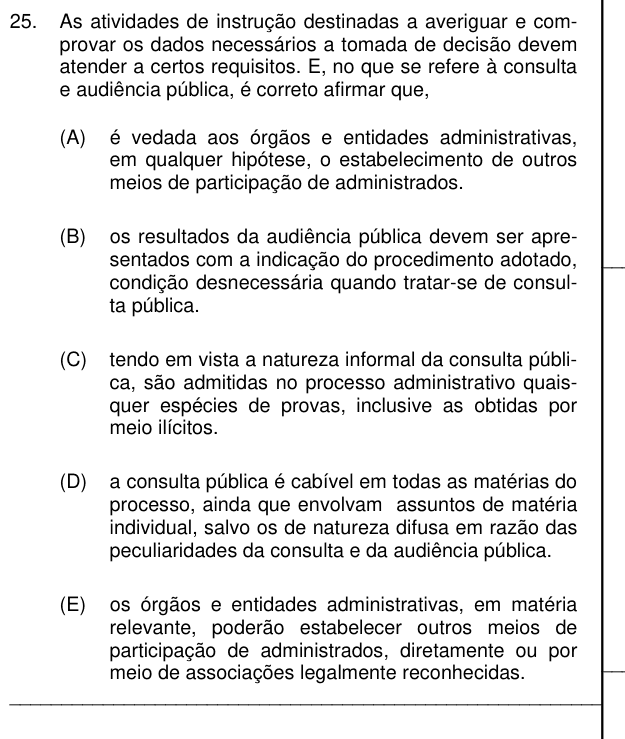 25. As atividades de instrução destinadas a averiguar e com-
provar os dados necessários a tomada de decisão devem
atender a certos requisitos. E, no que se refere à consulta
e audiência pública, é correto afirmar que,
(A) é vedada aos órgãos e entidades administrativas,
em qualquer hipótese, o estabelecimento de outros
meios de participação de administrados.
(B) os resultados da audiência pública devem ser apre-
sentados com a indicação do procedimento adotado,
condição desnecessária quando tratar-se de consul-
ta pública.
(C) tendo em vista a natureza informal da consulta públi-
ca, são admitidas no processo administrativo quais-
quer espécies de provas, inclusive as obtidas por
meio ilícitos.
(D) a consulta pública é cabível em todas as matérias do
processo, ainda que envolvam assuntos de matéria
individual, salvo os de natureza difusa em razão das
peculiaridades da consulta e da audiência pública.
(E) os órgãos e entidades administrativas, em matéria
relevante, poderão estabelecer outros meios de
participação de administrados, diretamente ou por
meio de associações legalmente reconhecidas.